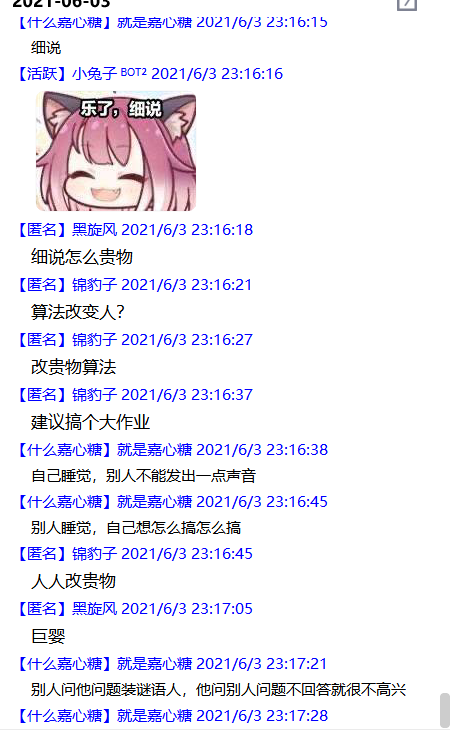 2021-06-03
【什么嘉心糖】就是嘉心糖 2021/6/3 23:16:15
细说
【活跃】小兔子 BOT² 2021/6/3 23:16:16
乐了，细说
【匿名】黑旋风 2021/6/3 23:16:18
细说怎么贵物
【匿名】锦豹子 2021/6/3 23:16:21
算法改变人?
【匿名】锦豹子 2021/6/3 23:16:27
改贵物算法
【匿名】锦豹子 2021/6/3 23:16:37
建议搞个大作业
【什么嘉心糖】就是嘉心糖 2021/6/3 23:16:38
自己睡觉，别人不能发出一点声音
【什么嘉心糖】就是嘉心糖 2021/6/3 23:16:45
别人睡觉，自己想怎么搞怎么搞
【匿名】锦豹子 2021/6/3 23:16:45
人人改贵物
【匿名】黑旋风 2021/6/3 23:17:05
巨婴
【什么嘉心糖】就是嘉心糖 2021/6/3 23:17:21
别人问他问题装谜语人，他问别人问题不回答就很不高兴
【什么嘉心糖】就是嘉心糖 2021/6/3 23:17:28